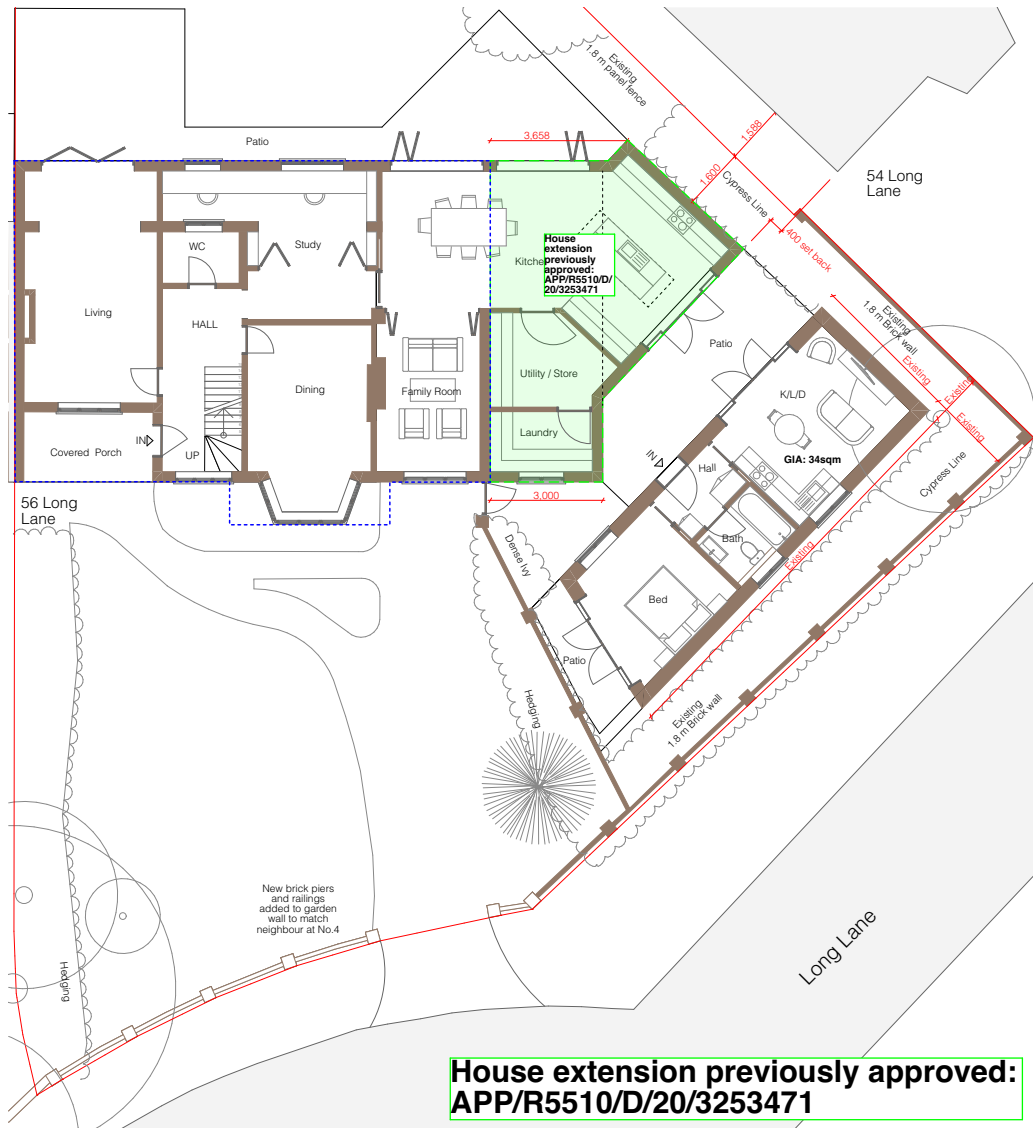 Existing
1.8 m panel fence
Patio
3.658
1.588
1.600
Cypress Line
54 Long
Lane
400 set back
WC
Study
Kitchen
House
extension
previously
approved:
APP/R5510/D/
20/3253471
Living
HALL
Patio
Existing
1.8 m Brick wall
Existing
Existing
Existing
Utility / Store
Dining
Family Room
K/L/D
Laundry
GIA: 34sqm
Covered Porch
IN
UP
IN
Hall
Cypress Line
3.000
56 Long
Lane
Dense Ivy
Bath
Existing
Bed
Patio
Hedging
Existing
1.8 m Brick wall
New brick piers
and railings
added to garden
wall to match
neighbour at No.4
Hedging
Long Lane
House extension previously approved:
APP/R5510/D/20/3253471